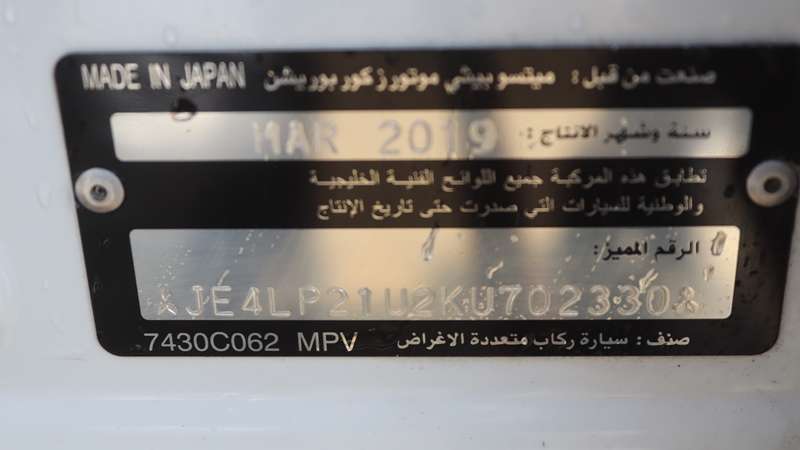 صنعت من قبل: ميتسوبيشي موتورز كوربوريشن MADE IN JAPAN
سنة وشهر الانتاج: MAR 2019
تطابق هذه المركبة جميع اللوائح الفنية الخليجية
والوطنية للسيارات التي صدرت حتى تاريخ الإنتاج
الرقم المميز:
JE4LP21U2KU702330
صنف: سيارة ركاب متعددة الاغراض 7430C062 MPV